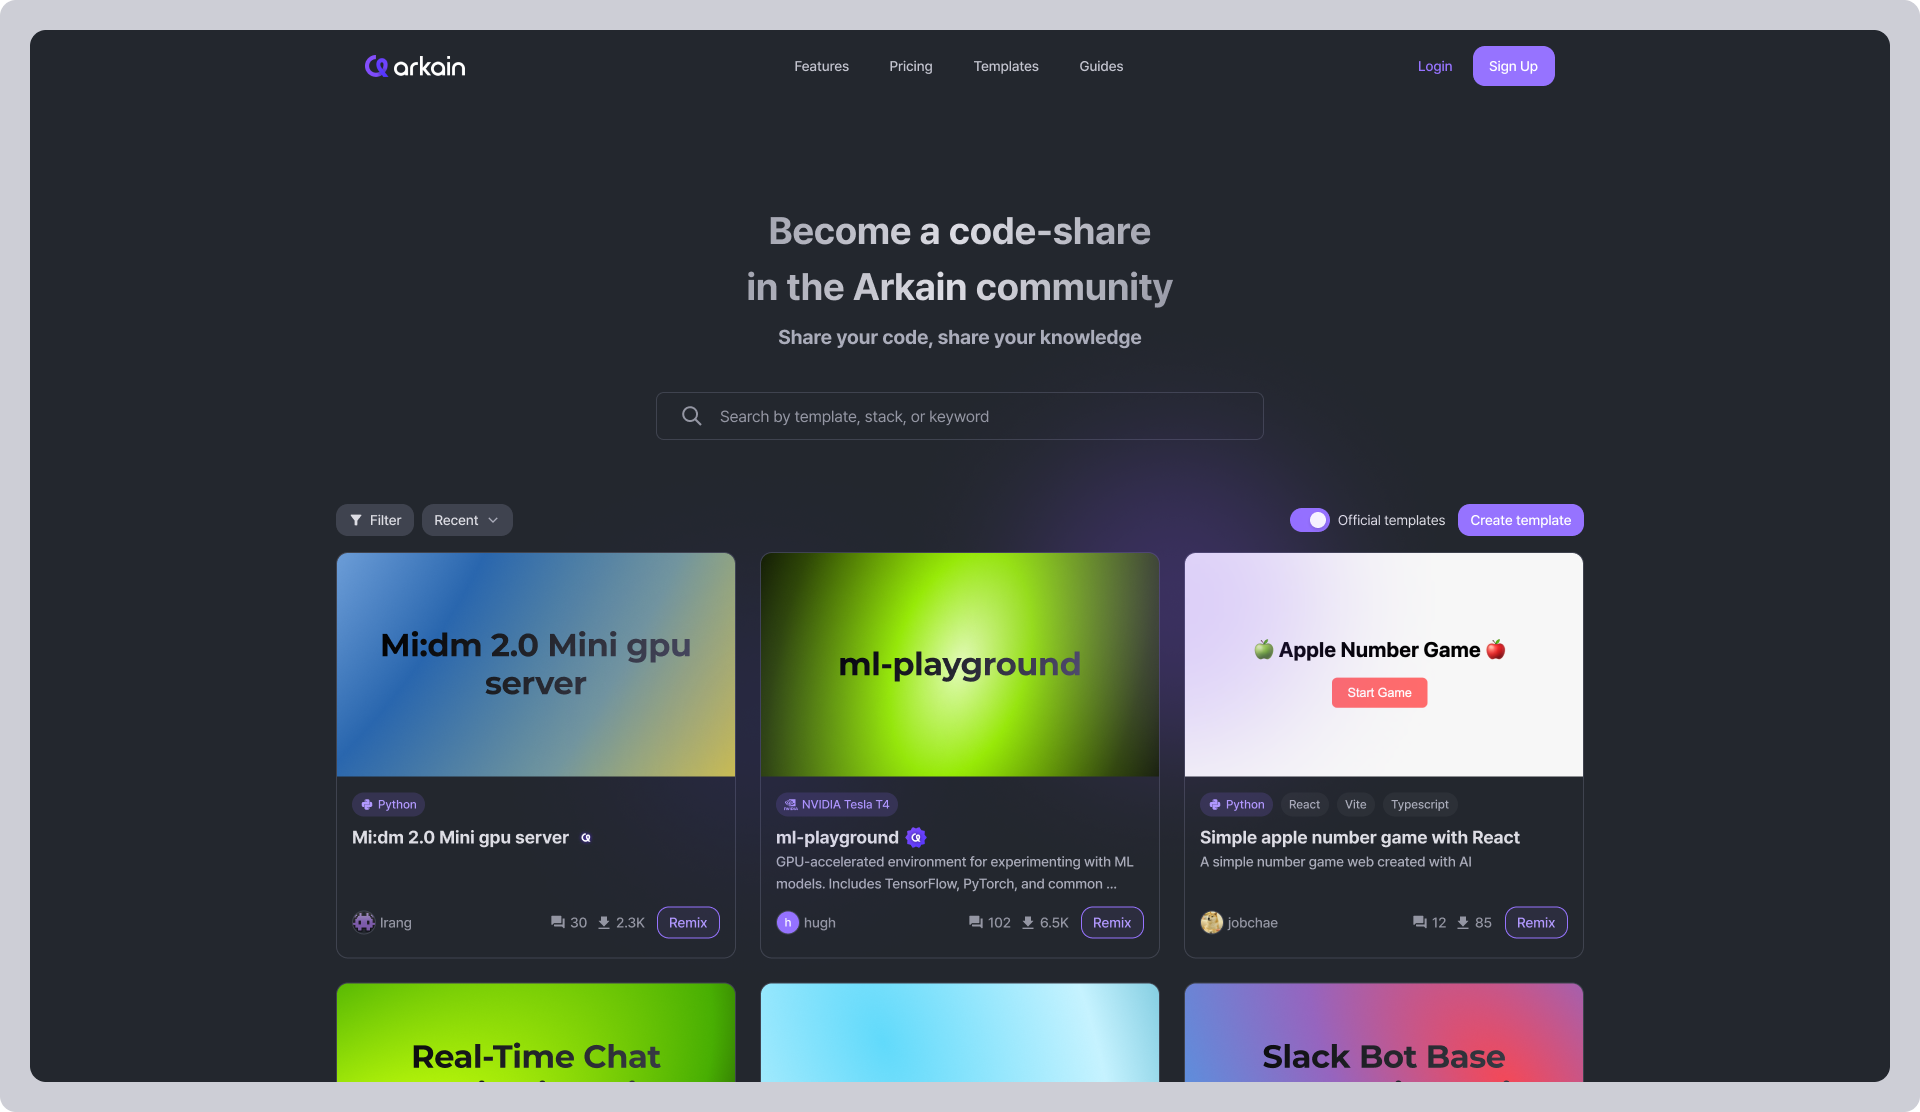 arkain
Features
Pricing
Templates
Guides
Login
Sign Up
Become a code-share
in the Arkain community
Share your code, share your knowledge
Search by template, stack, or keyword
Filter
Recent
Official templates
Create template
Mi:dm 2.0 Mini gpu
server
Python
Mi:dm 2.0 Mini gpu server
lrang
30
2.3K
Remix
ml-playground
NVIDIA Tesla T4
ml-playground
GPU-accelerated environment for experimenting with ML
models. Includes TensorFlow, PyTorch, and common ...
h
hugh
102
6.5K
Remix
🍏 Apple Number Game 🍎
Start Game
Python
React
Vite
Typescript
Simple apple number game with React
A simple number game web created with AI
jobchae
12
85
Remix
Real-Time Chat
Slack Bot Base